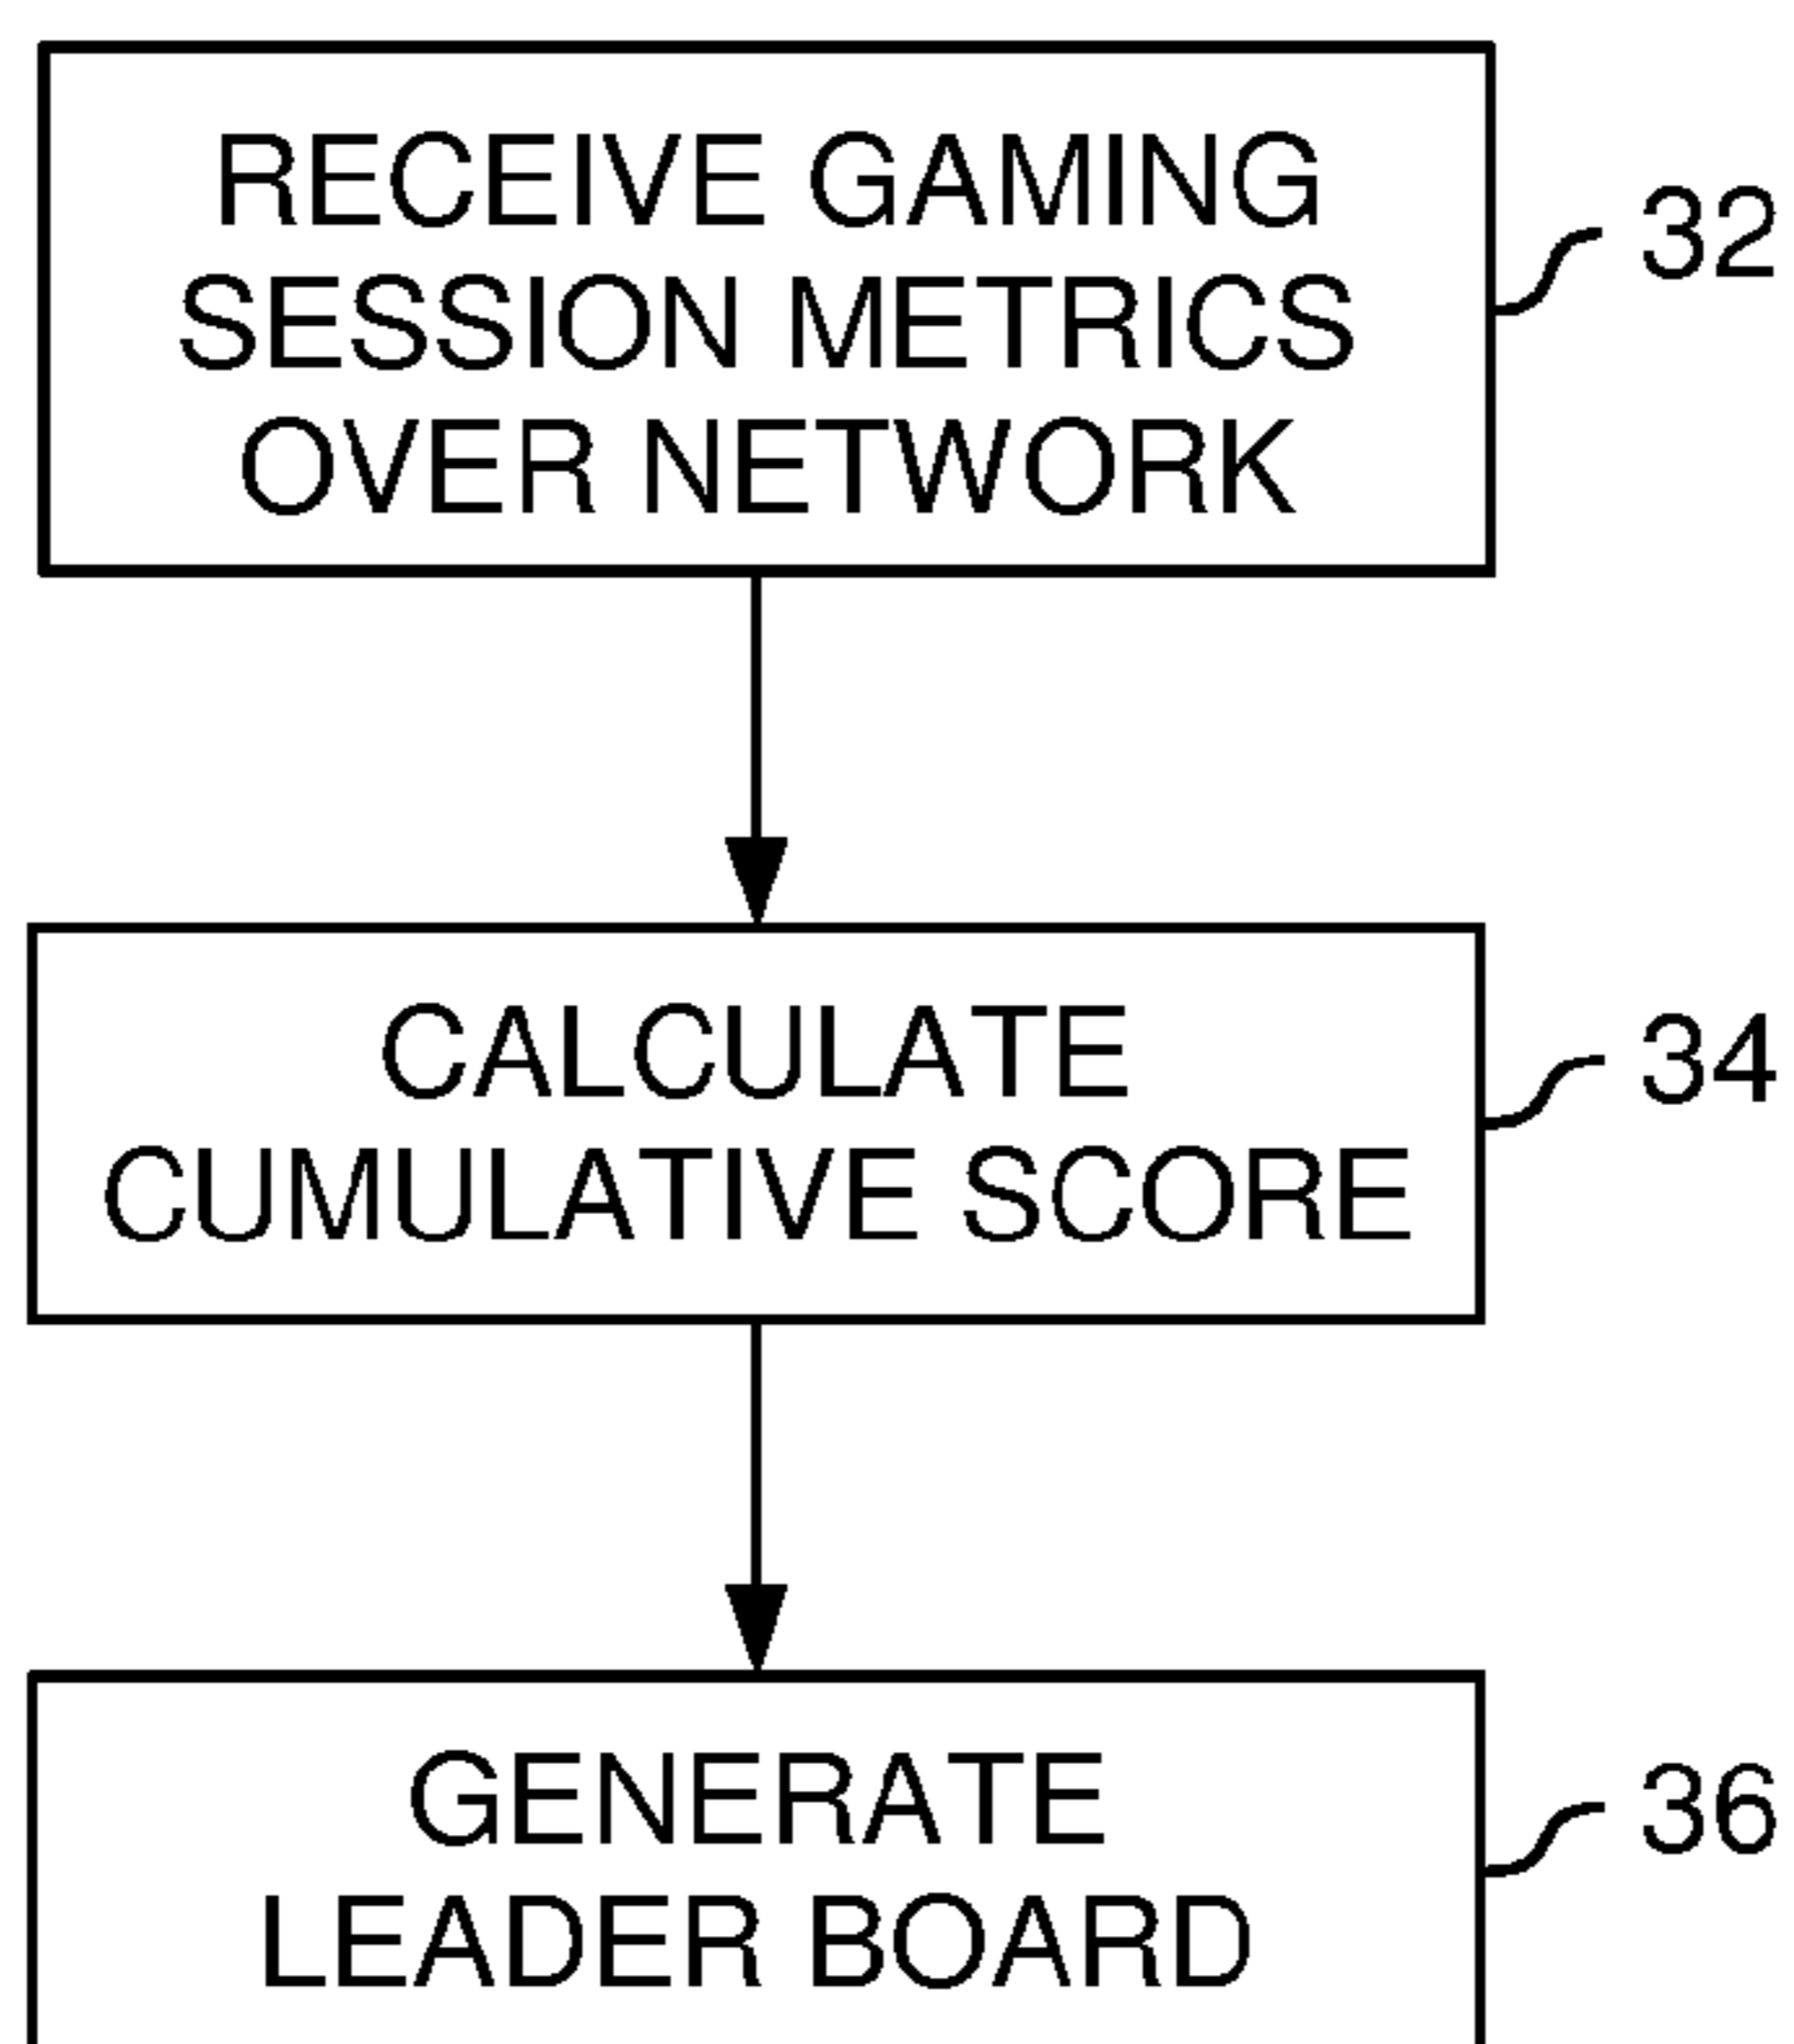 RECEIVE GAMING
SESSION METRICS
OVER NETWORK
32
CALCULATE
CUMULATIVE SCORE
34
GENERATE
LEADER BOARD
36